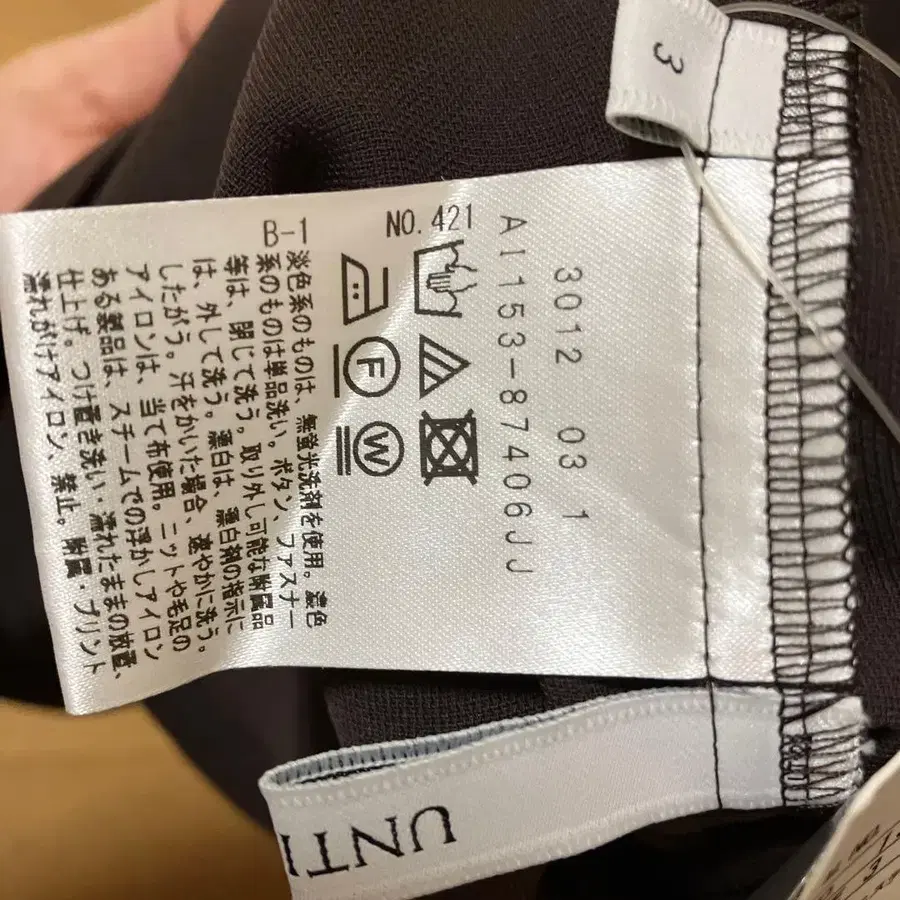 3
3012 03 1
AI153-87406JJ
NO.421
F
W
B-1
淡色系のものは、無蛍光洗剤を使用。濃色
系のものは単品洗い。ボタン、ファスナー
等は、閉じて洗う。取り外し可能な附属品
は、外して洗う。漂白は、漂白剤の指示に
したがう。汗をかいた場合、速やかに洗う。
アイロンは、当て布使用。ニットや毛足の
ある製品は、スチームでの浮かしアイロン
仕上げ。つけ置き洗い・濡れたままの放置、
濡れがけアイロン、禁止。附属・プリント
UNT